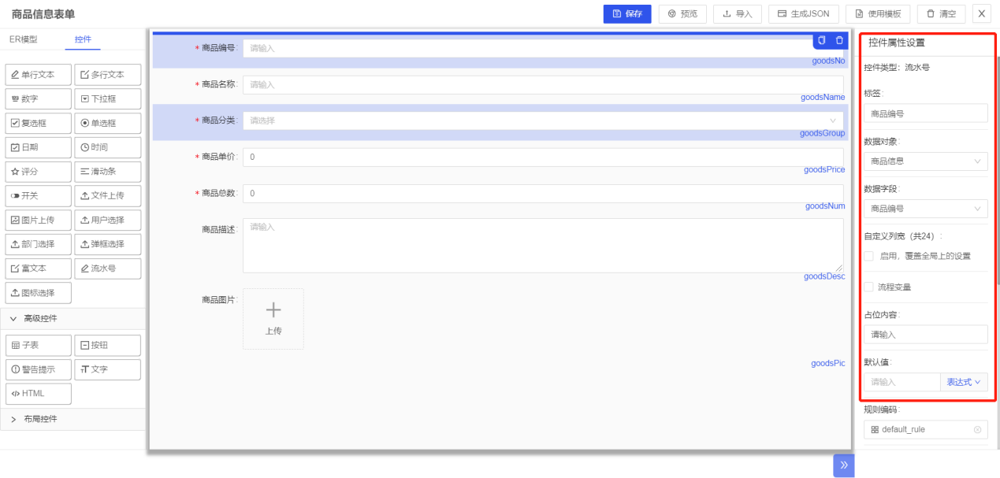 商品信息表单
保存 预览 导入 生成JSON 使用模板 清空 X
ER模型 控件
单行文本 多行文本
数字 下拉框
复选框 单选框
日期 时间
评分 滑动条
开关 文件上传
图片上传 用户选择
部门选择 弹框选择
富文本 流水号
图标选择
高级控件
子表 按钮
警告提示 文字
HTML
布局控件
* 商品编号: 请输入
goodsNo
* 商品名称: 请输入
goodsName
* 商品分类: 请选择
goodsGroup
* 商品单价: 0
goodsPrice
* 商品总数: 0
goodsNum
商品描述: 请输入
goodsDesc
商品图片:
上传
goodsPic
控件属性设置
控件类型: 流水号
标签:
商品编号
数据对象:
商品信息
数据字段:
商品编号
自定义列宽（共24）:
启用，覆盖全局上的设置
流程变量
占位内容:
请输入
默认值:
请输入 表达式
规则编码:
default_rule